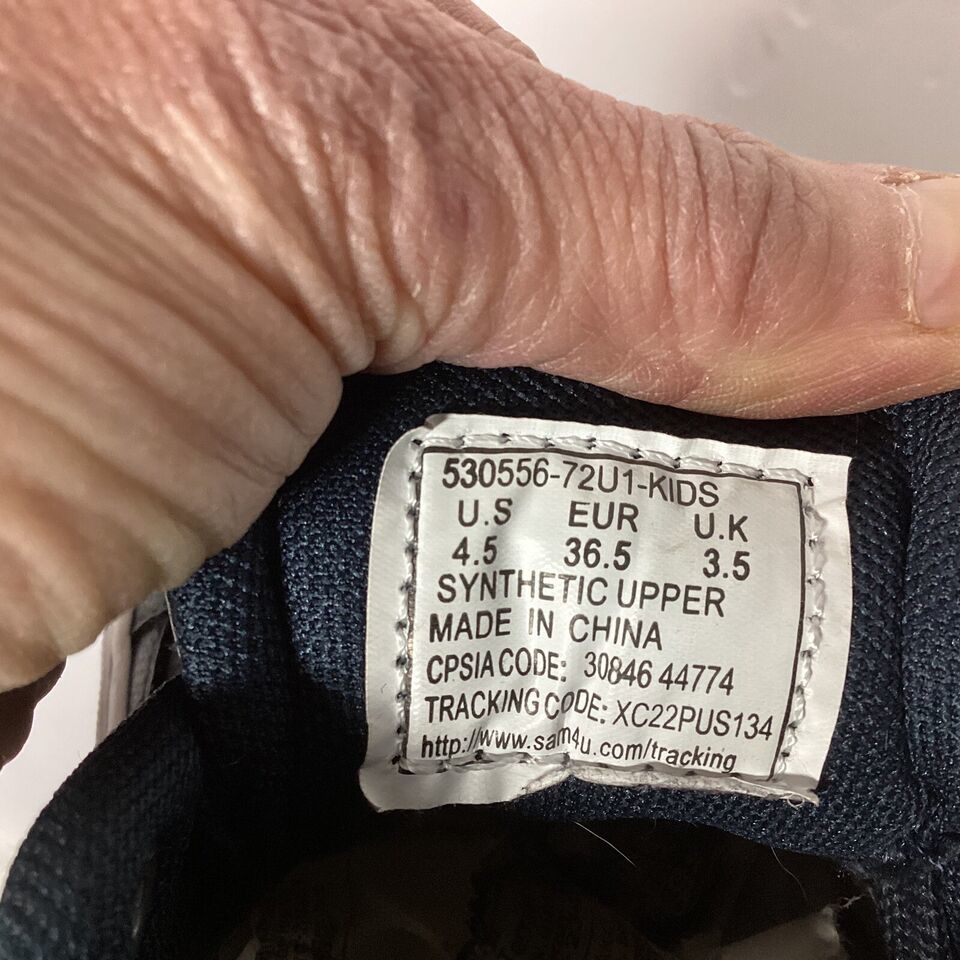 530556-72U1-KIDS
U.S EUR U.K
4.5 36.5 3.5
SYNTHETIC UPPER
MADE IN CHINA
CPSIA CODE: 30846 44774
TRACKING CODE: XC22PUS134
http://www.sam4u.com/tracking